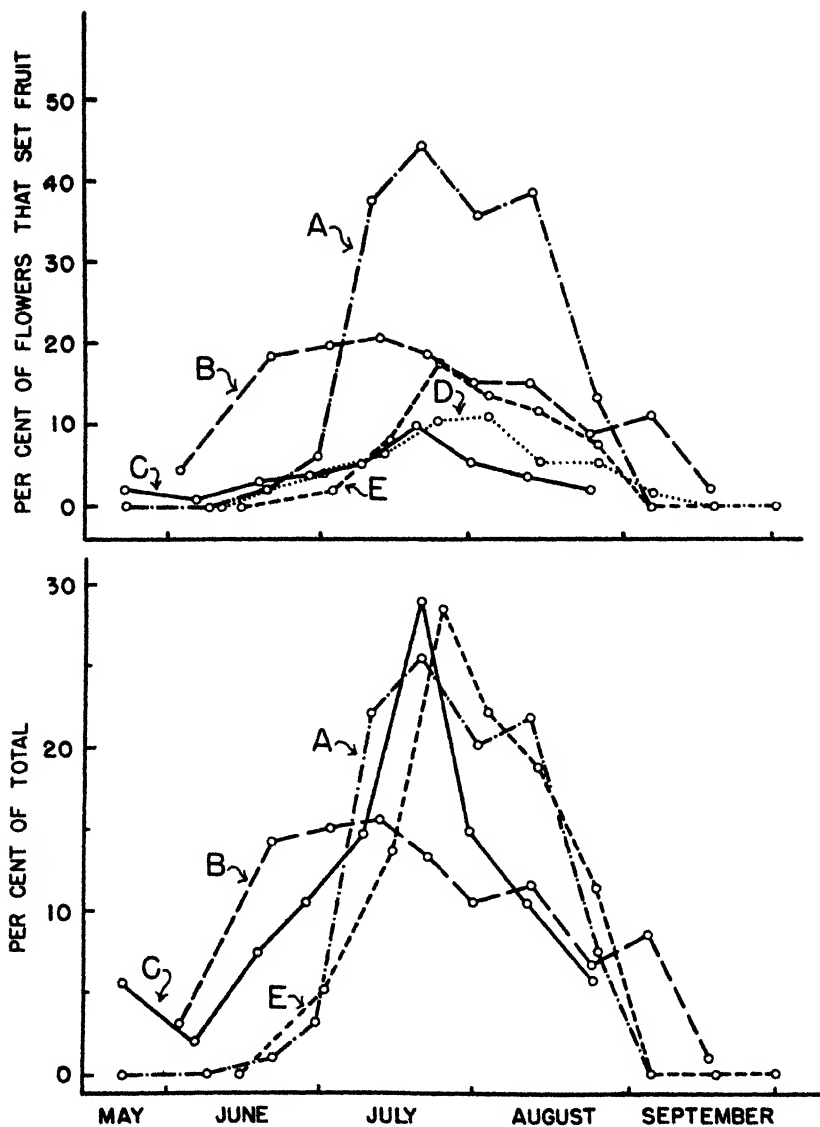 PER CENT OF FLOWERS THAT SET FRUIT
50
40
30
20
10
0
A
B
C
D
E
PER CENT OF TOTAL
30
20
10
0
A
B
C
E
MAY JUNE JULY AUGUST SEPTEMBER